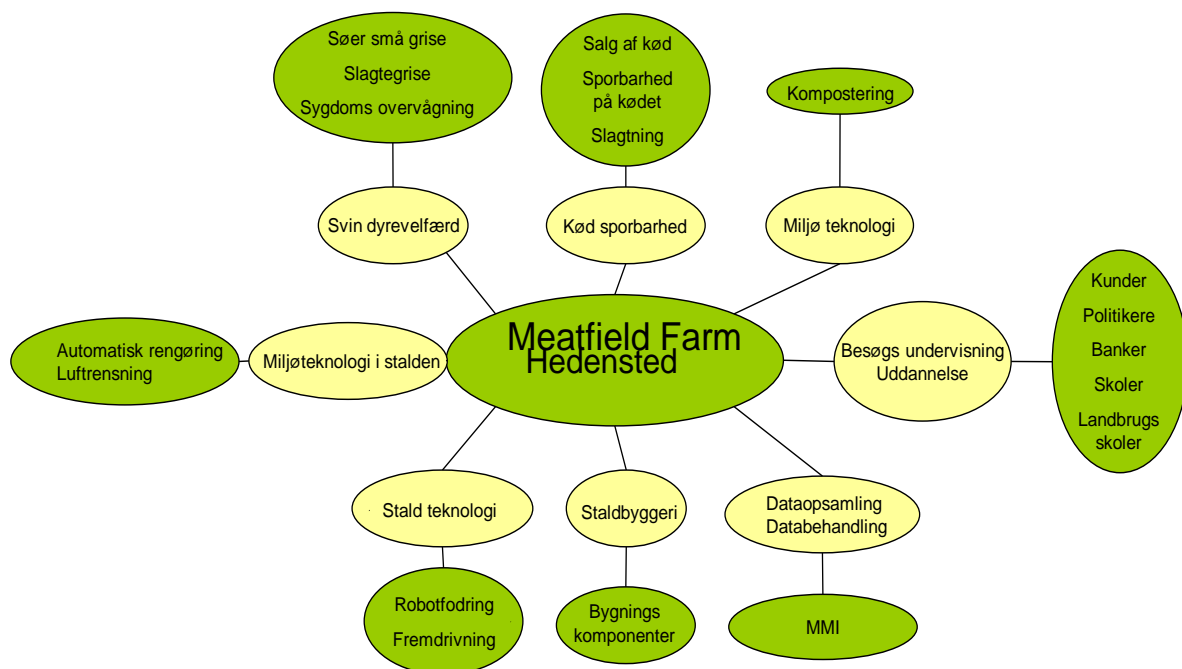 Søer små grise
Slagtegrise
Sygdoms overvågning
Salg af kød
Sporbarhed
på kødet
Slagtning
Kompostering
Svin dyrevelfærd
Kød sporbarhed
Miljø teknologi
Kunder
Politikere
Banker
Skoler
Landbrugs
skoler
Automatisk rengøring
Luftrensning
Miljøteknologi i stalden
Meatfield Farm
Hedensted
Besøgs undervisning
Uddannelse
Stald teknologi
Staldbyggeri
Dataopsamling
Databehandling
Robotfodring
Fremdrivning
Bygnings
komponenter
MMI